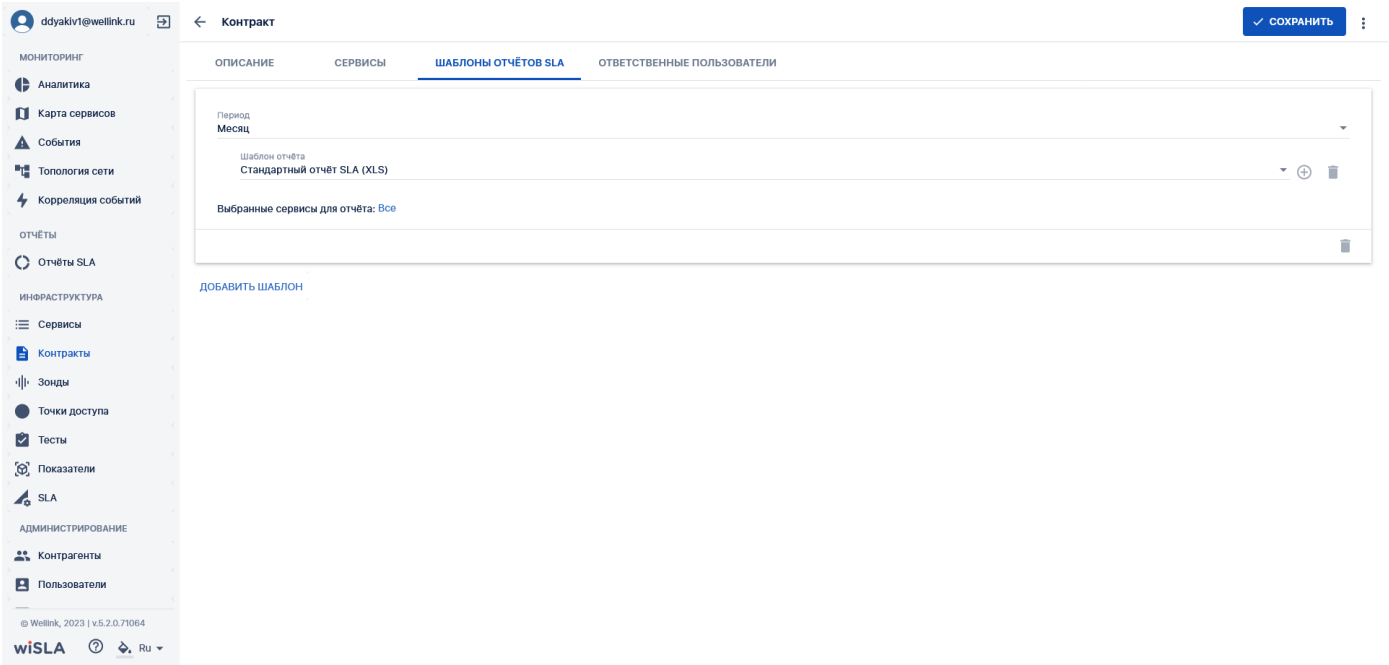 ddyakiv1@wellink.ru
МОНИТОРИНГ
Аналитика
Карта сервисов
События
Топология сети
Корреляция событий
ОТЧЁТЫ
Отчёты SLA
ИНФРАСТРУКТУРА
Сервисы
Контракты
Зонды
Точки доступа
Тесты
Показатели
SLA
АДМИНИСТРИРОВАНИЕ
Контрагенты
Пользователи
© Wellink, 2023 | v.5.2.0.71064
wiSLA
Ru
Контракт
СОХРАНИТЬ
ОПИСАНИЕ
СЕРВИСЫ
ШАБЛОНЫ ОТЧЁТОВ SLA
ОТВЕТСТВЕННЫЕ ПОЛЬЗОВАТЕЛИ
Период
Месяц
Шаблон отчёта
Стандартный отчёт SLA (XLS)
Выбранные сервисы для отчёта: Все
ДОБАВИТЬ ШАБЛОН